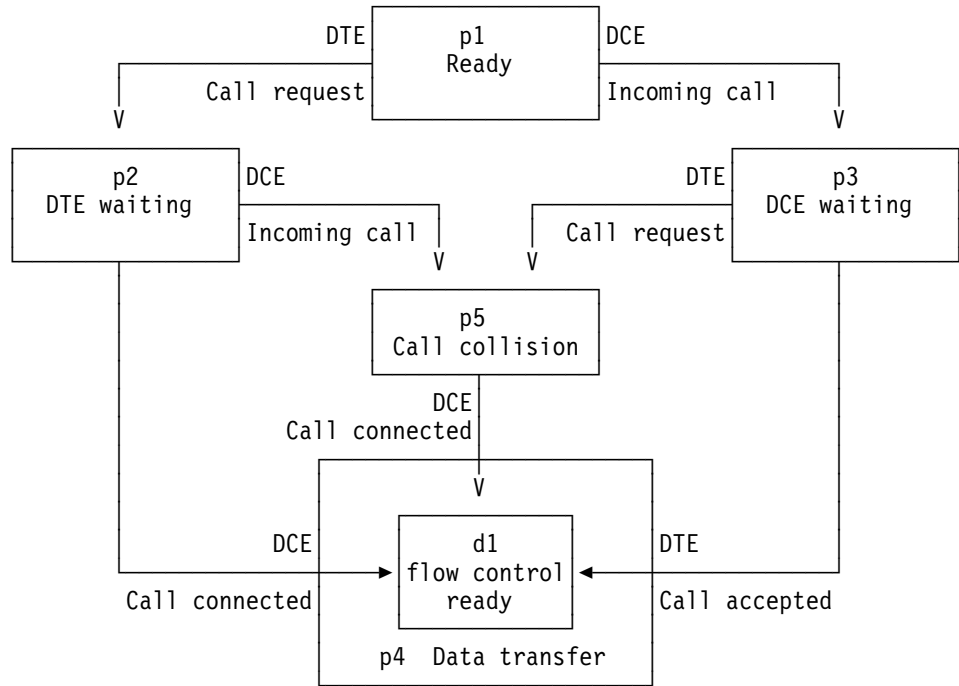 DTE
p1
DCE
Ready
Call request
Incoming call
V
V
p2
DCE
DTE
p3
DTE waiting
DCE waiting
Incoming call
Call request
V
V
p5
Call collision
DCE
Call connected
V
DCE
d1
DTE
flow control
ready
Call connected
Call accepted
p4 Data transfer